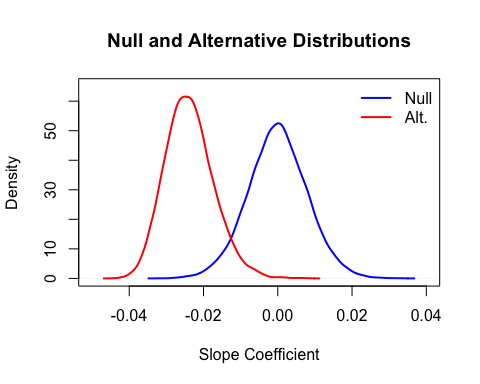 Null and Alternative Distributions
Null
Alt.
Density
50
30
10
0
-0.04
-0.02
0.00
0.02
0.04
Slope Coefficient